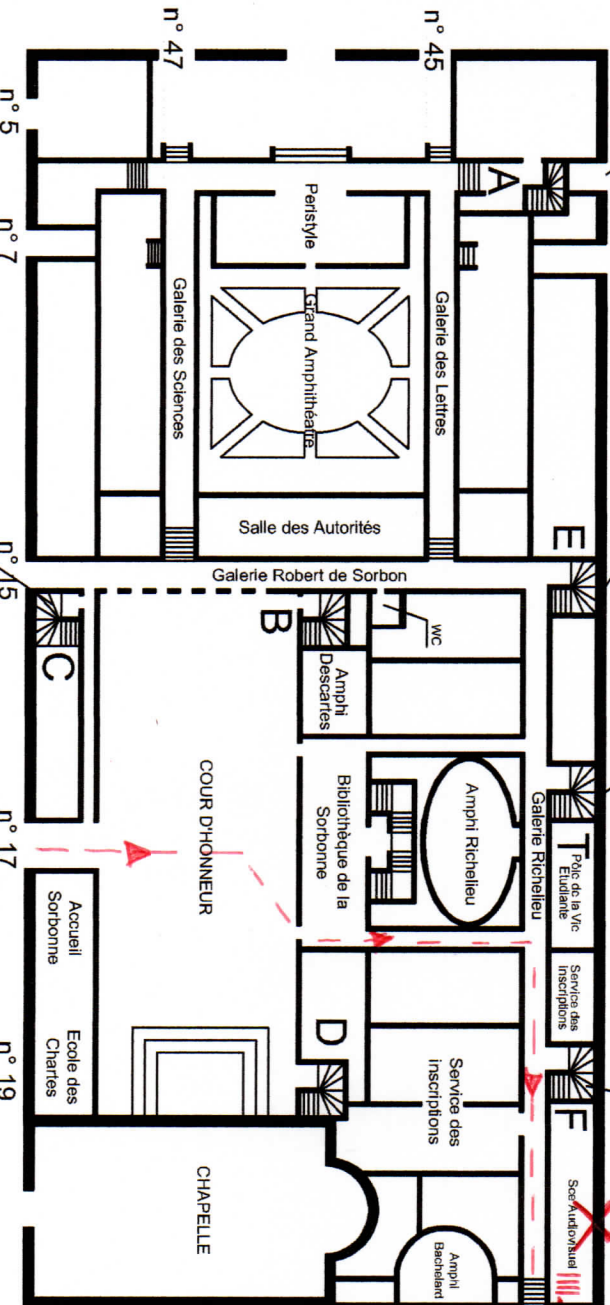 n° 47
n° 45
n° 5
n° 7
A
Peristyle
Galerie des Sciences
Grand Amphithéatre
Galerie des Lettres
Salle des Autorités
E
Galerie Robert de Sorbon
n° 15
C
B
WC
Amphi
Descartes
COUR D'HONNEUR
Bibliothèque de la
Sorbonne
Amphi Richelieu
Galerie Richelieu
T
Pôle de la Vie
Etudiante
Service des
inscriptions
n° 17
Accueil
Sorbonne
Ecole des
Chartes
D
Service des
inscriptions
F
Sce Audiovisuel
n° 19
CHAPELLE
Amphi
Bachelard